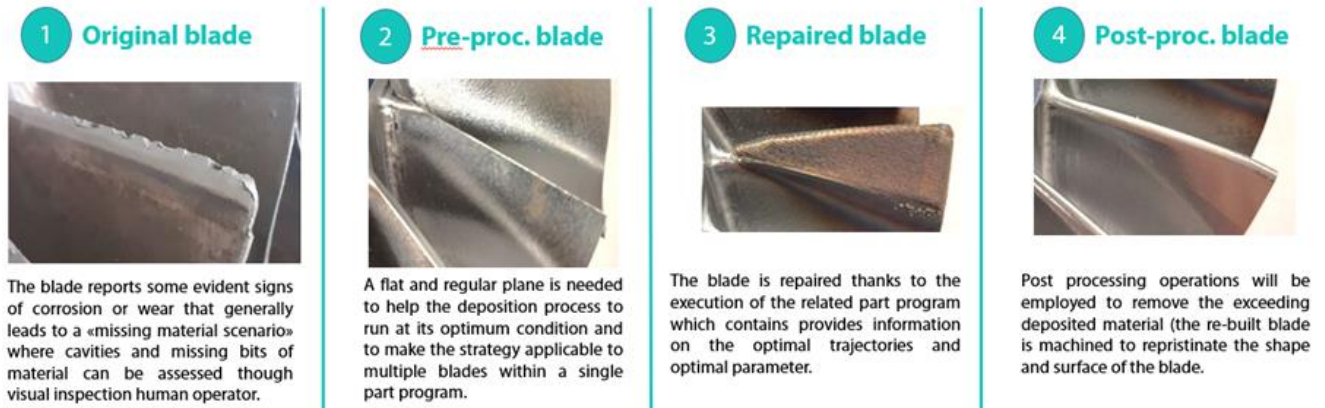 1 Original blade
The blade reports some evident signs
of corrosion or wear that generally
leads to a «missing material scenario»
where cavities and missing bits of
material can be assessed though
visual inspection human operator.
2 Pre-proc. blade
A flat and regular plane is needed
to help the deposition process to
run at its optimum condition and
to make the strategy applicable to
multiple blades within a single
part program.
3 Repaired blade
The blade is repaired thanks to the
execution of the related part program
which contains provides information
on the optimal trajectories and
optimal parameter.
4 Post-proc. blade
Post processing operations will be
employed to remove the exceeding
deposited material (the re-built blade
is machined to repristinate the shape
and surface of the blade.